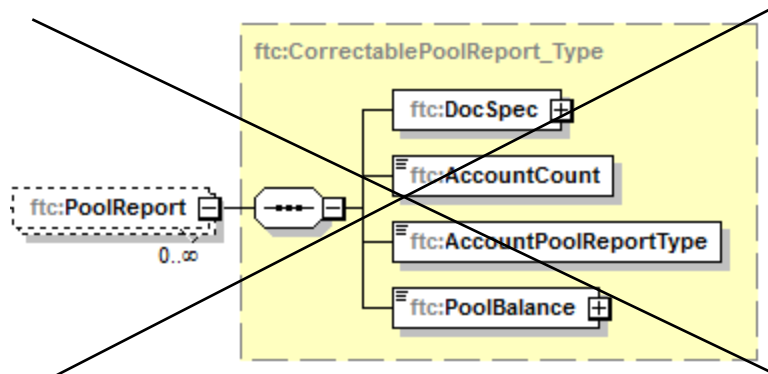 ftc:CorrectablePoolReport_Type
ftc:DocSpec
ftc:AccountCount
ftc:PoolReport
0..∞
ftc:AccountPoolReportType
ftc:PoolBalance